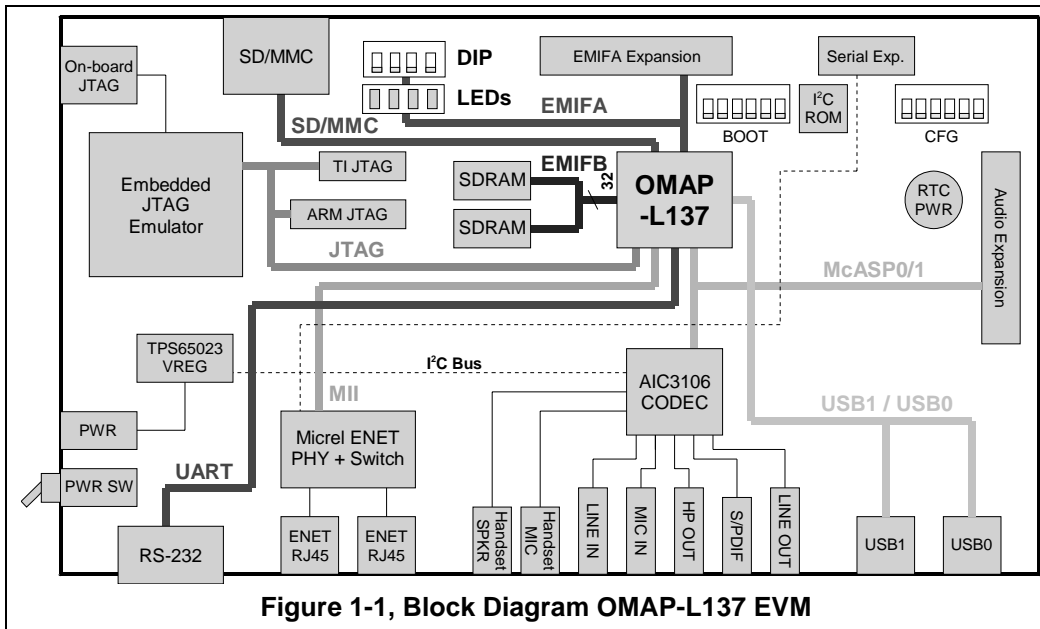 SD/MMC
DIP
LEDs
EMIFA Expansion
Serial Exp.
On-board
JTAG
EMIFA
BOOT
I²C
ROM
CFG
SD/MMC
Embedded
JTAG
Emulator
TI JTAG
ARM JTAG
JTAG
SDRAM
SDRAM
EMIFB
32
OMAP
-L137
RTC
PWR
Audio Expansion
McASP0/1
TPS65023
VREG
I²C Bus
MII
AIC3106
CODEC
USB1 / USB0
PWR
Micrel ENET
PHY + Switch
UART
PWR SW
RS-232
ENET
RJ45
ENET
RJ45
Handset
SPKR
Handset
MIC
LINE IN
MIC IN
HP OUT
S/PDIF
LINE OUT
USB1
USB0
Figure 1-1, Block Diagram OMAP-L137 EVM